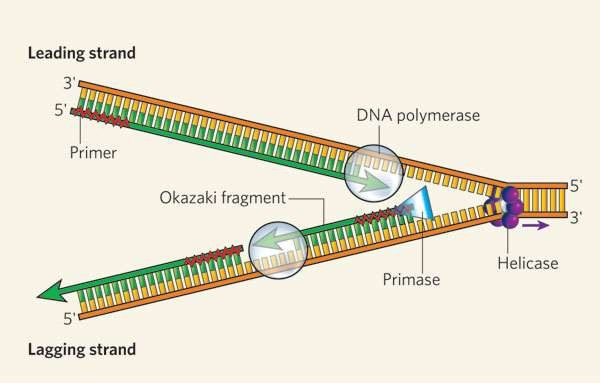 Leading strand
3'
5'
DNA polymerase
Primer
5'
Okazaki fragment
3'
Helicase
Primase
5'
Lagging strand